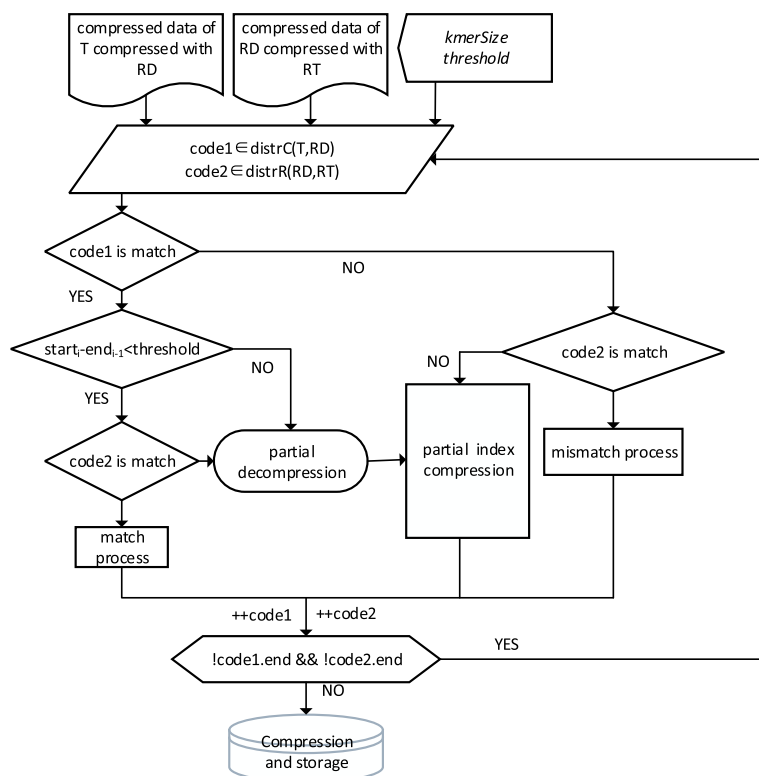 compressed data of
T compressed with
RD
compressed data of
RD compressed with
RT
kmerSize
threshold
code1∈distrC(T,RD)
code2∈distrR(RD,RT)
code1 is match
NO
YES
startᵢ-endᵢ₋₁<threshold
NO
code2 is match
NO
YES
code2 is match
partial
decompression
partial index
compression
mismatch process
match
process
++code1
++code2
!code1.end && !code2.end
YES
NO
Compression
and storage